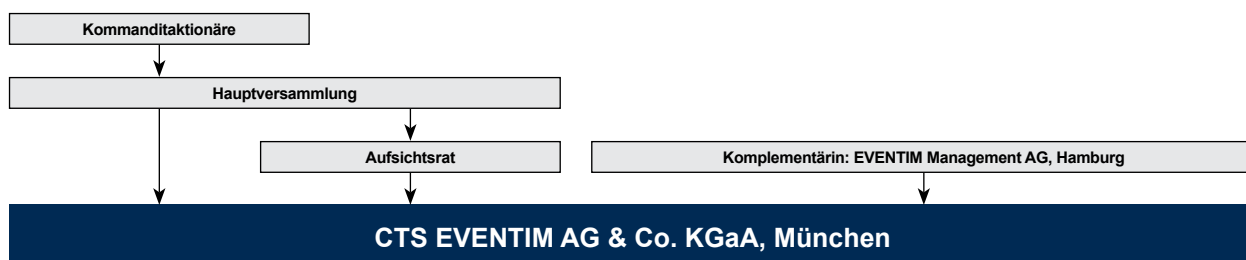 Kommanditaktionäre
Hauptversammlung
Aufsichtsrat
Komplementärin: EVENTIM Management AG, Hamburg
CTS EVENTIM AG & Co. KGaA, München